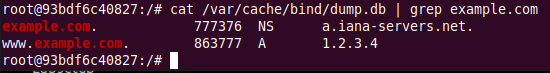 root@93bdf6c40827:/# cat /var/cache/bind/dump.db | grep example.com
example.com. 777376 NS a.iana-servers.net.
www.example.com. 863777 A 1.2.3.4
root@93bdf6c40827:/#